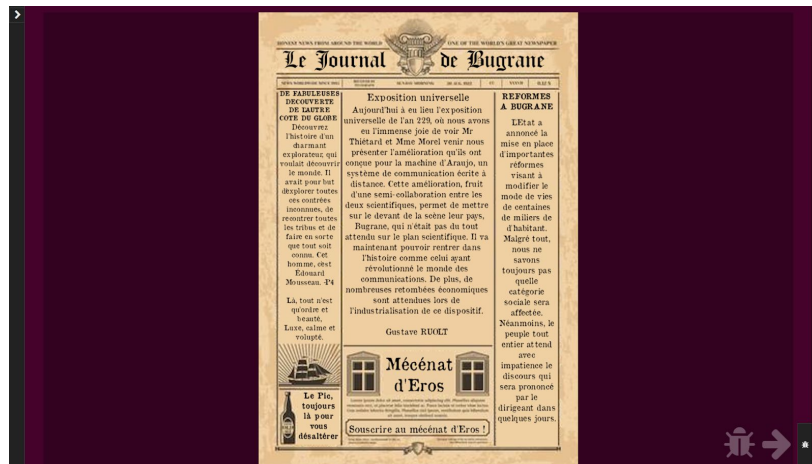 HONEST NEWS FROM AROUND THE WORLD
ONE OF THE WORLD'S GREAT NEWSPAPER
Le Journal de Bugrane
DE FABULEUSES
DECOUVERTE
DE L'AUTRE
COTE DU GLOBE
Découvrez
l'histoire d'un
charmant
explorateur, qui
voulait découvrir
le monde. Il
avait pour but
d'explorer toutes
ces contrées
inconnues, de
recontrer toutes
les tribus et de
faire en sorte
que tout soit
connu. Cet
homme, c'est
Édouard
Mousseau. -P4
Là, tout n'est
qu'ordre et
beauté,
Luxe, calme et
volupté.
Le Pic,
toujours
là pour
vous
désaltérer
Exposition universelle
Aujourd'hui à eu lieu l'exposition
universelle de l'an 229, où nous avons
eu l'immense joie de voir Mr
Thiétard et Mme Morel venir nous
présenter l'amélioration qu'ils ont
conçue pour la machine d'Araujo, un
système de communication écrite à
distance. Cette amélioration, fruit
d'une semi-collaboration entre les
deux scientifiques, permet de mettre
sur le devant de la scène leur pays,
Bugrane, qui n'était pas du tout
attendu sur le plan scientifique. Il va
maintenant pouvoir rentrer dans
l'histoire comme celui ayant
révolutionné le monde des
communications. De plus, de
nombreuses retombées économiques
sont attendues lors de
l'industrialisation de ce dispositif.
Gustave RUOLT
Mécénat
d'Eros
Souscrire au mécénat d'Eros !
REFORMES
A BUGRANE
L'Etat a
annoncé la
mise en place
d'importantes
réformes
visant à
modifier le
mode de vies
de centaines
de miliers de
d'habitant.
Malgré tout,
nous ne
savons
toujours pas
quelle
catégorie
sociale sera
affectée.
Néanmoins, le
peuple tout
entier attend
avec
impatience le
discours qui
sera prononcé
par le
dirigeant dans
quelques jours.